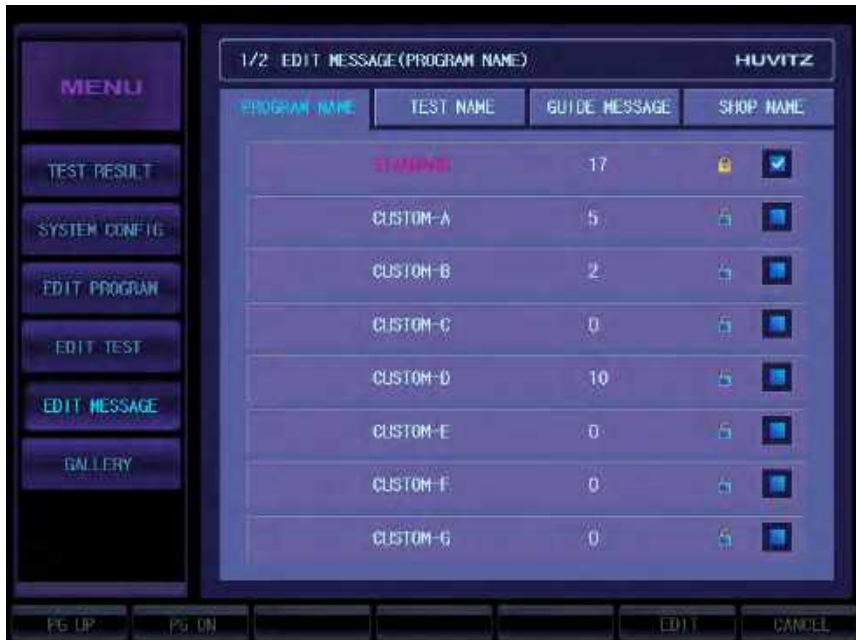 MENU
TEST RESULT
SYSTEM CONFIG
EDIT PROGRAM
EDIT TEST
EDIT MESSAGE
GALLERY
1/2 EDIT MESSAGE(PROGRAM NAME)
HUVITZ
PROGRAM NAME TEST NAME GUIDE MESSAGE SHOP NAME
STANDARD 17
CUSTOM-A 5
CUSTOM-B 2
CUSTOM-C 0
CUSTOM-D 10
CUSTOM-E 0
CUSTOM-F 0
CUSTOM-G 0
PG UP PG DN EDIT CANCEL